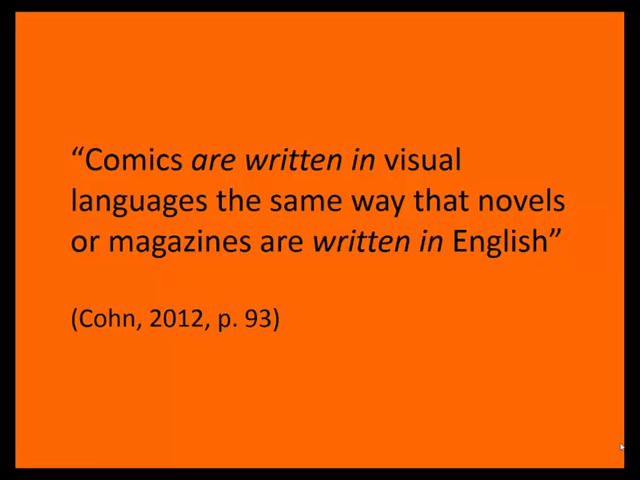 “Comics are written in visual
languages the same way that novels
or magazines are written in English”
(Cohn, 2012, p. 93)